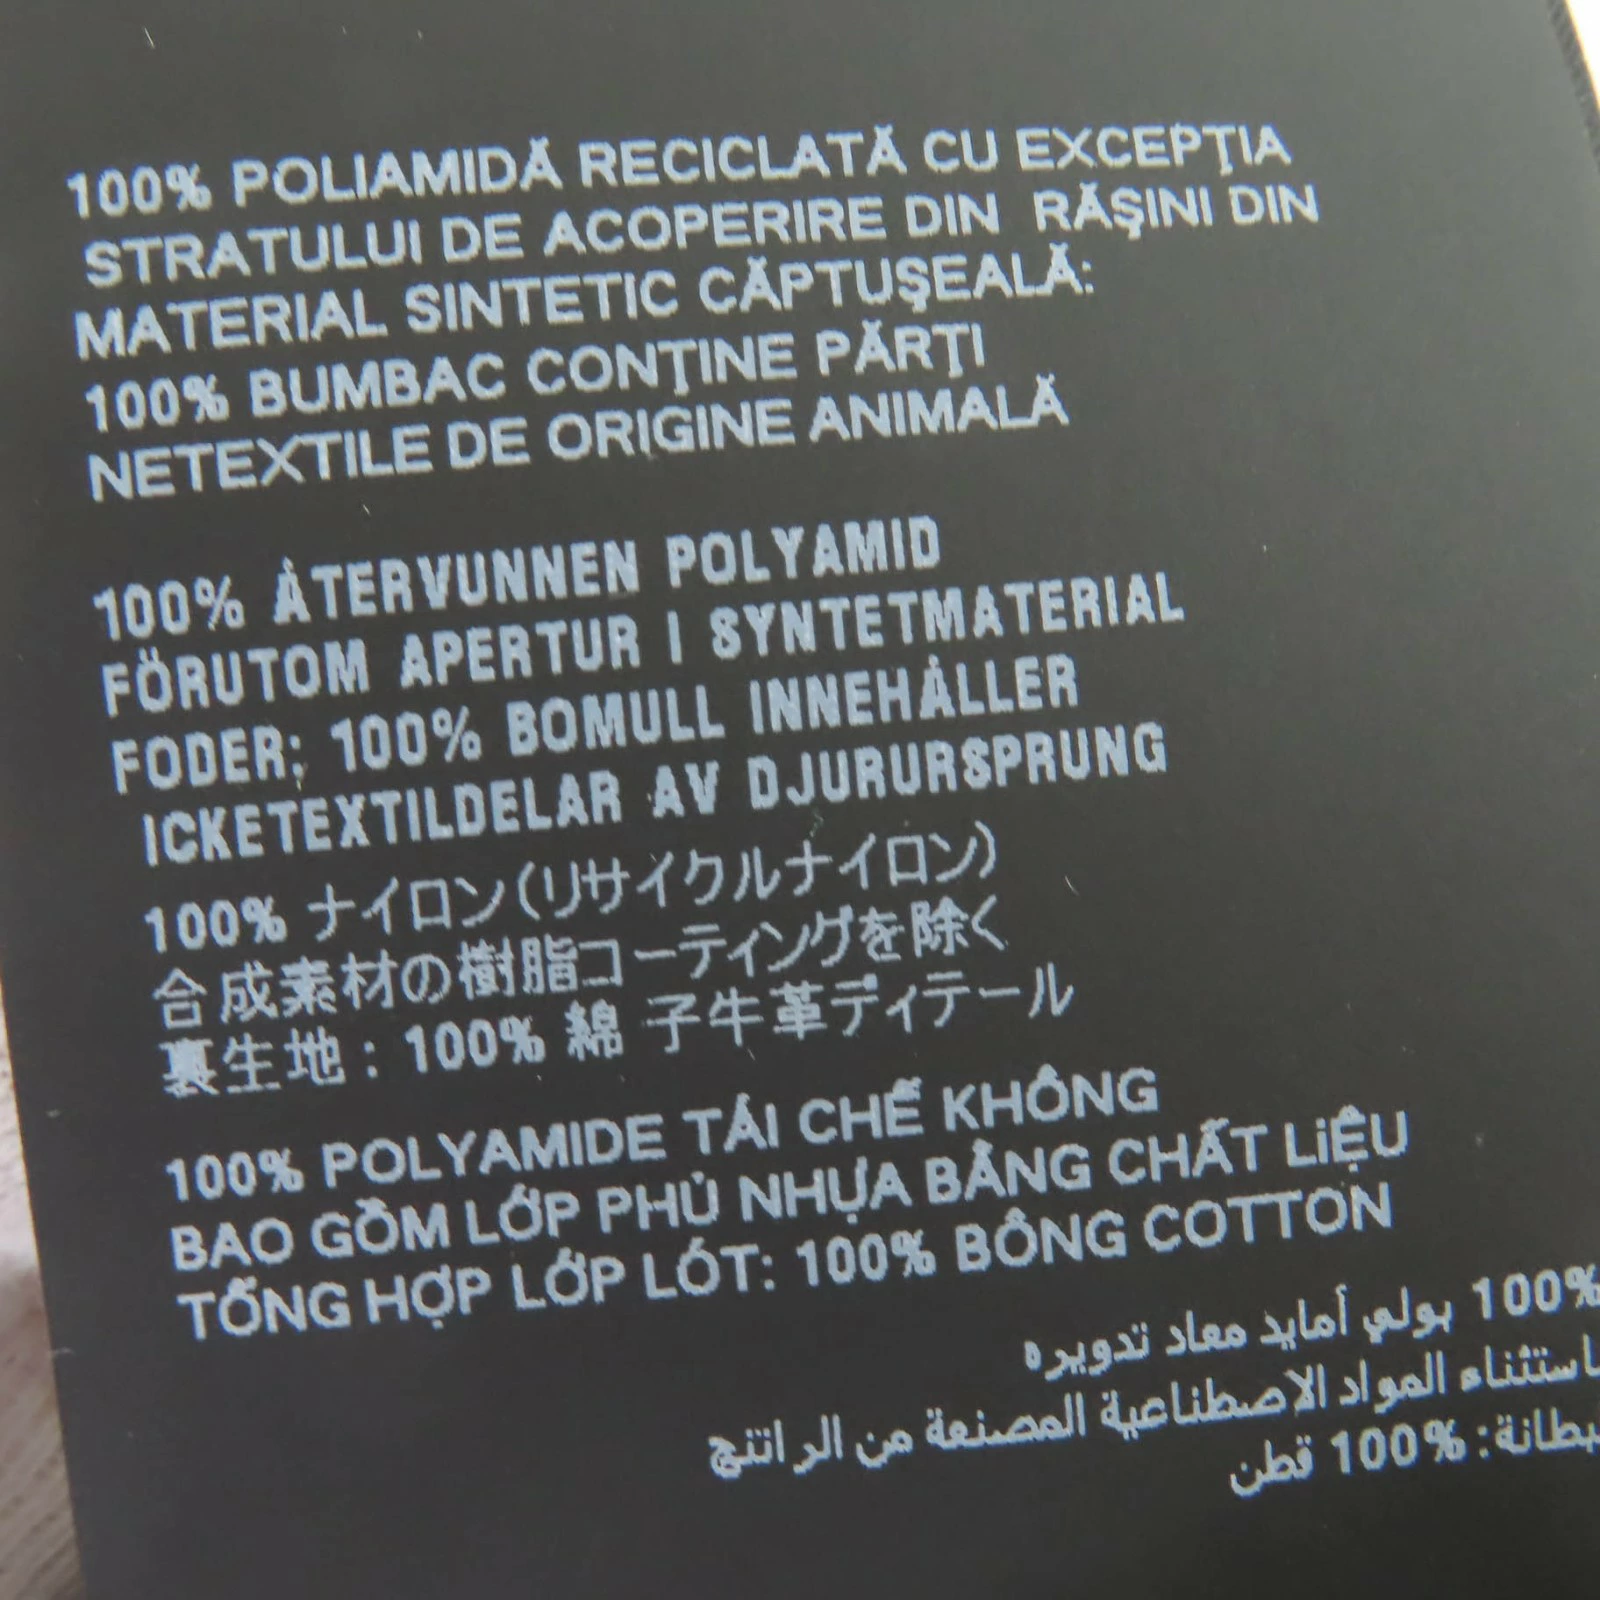 100% POLIAMIDĂ RECICLATĂ CU EXCEPŢIA
STRATULUI DE ACOPERIRE DIN RĂŞINI DIN
MATERIAL SINTETIC CĂPTUŞEALĂ:
100% BUMBAC CONŢINE PĂRŢI
NETEXTILE DE ORIGINE ANIMALĂ
100% ÅTERVUNNEN POLYAMID
FÖRUTOM APERTUR I SYNTETMATERIAL
FODER; 100% BOMULL INNEHÅLLER
ICKETEXTILDELAR AV DJURURSPRUNG
100% ナイロン(リサイクルナイロン)
合成素材の樹脂コーティングを除く
裏生地: 100% 綿 子牛革ディテール
100% POLYAMIDE TÁI CHẾ KHÔNG
BAO GỒM LỚP PHỦ NHỰA BẰNG CHẤT LIỆU
TỔNG HỢP LỚP LÓT: 100% BÔNG COTTON
100% بولي أمايد معاد تدويره
باستثناء المواد الاصطناعية المصنعة من الراتنج
بطانة: 100% قطن